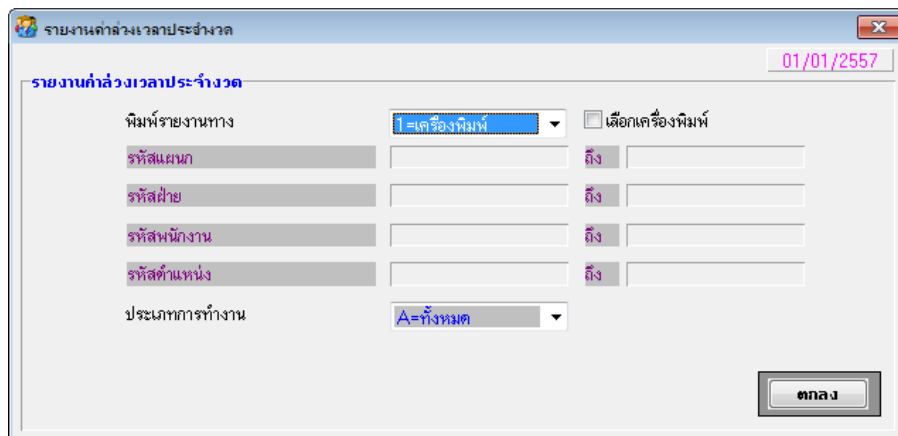 รายงานค่าล่วงเวลาประจำงวด
01/01/2557
รายงานค่าล่วงเวลาประจำงวด
พิมพ์รายงานทาง 1=เครื่องพิมพ์ เลือกเครื่องพิมพ์
รหัสแผนก ถึง
รหัสฝ่าย ถึง
รหัสพนักงาน ถึง
รหัสตำแหน่ง ถึง
ประเภทการทำงาน A=ทั้งหมด
ตกลง